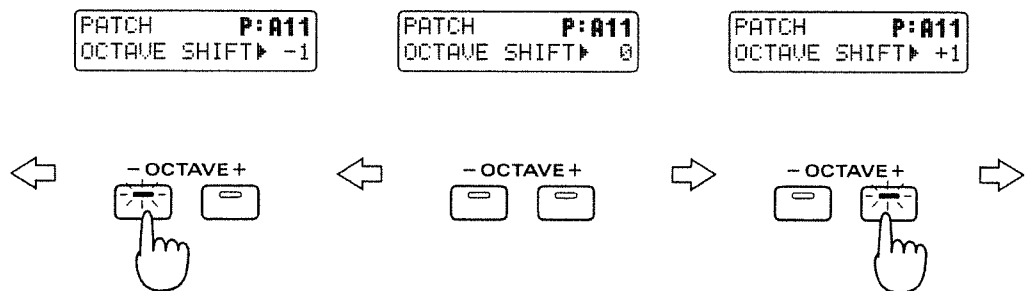 PATCH P:A11
OCTAVE SHIFT▶ -1
PATCH P:A11
OCTAVE SHIFT▶ 0
PATCH P:A11
OCTAVE SHIFT▶ +1
− OCTAVE +
− OCTAVE +
− OCTAVE +